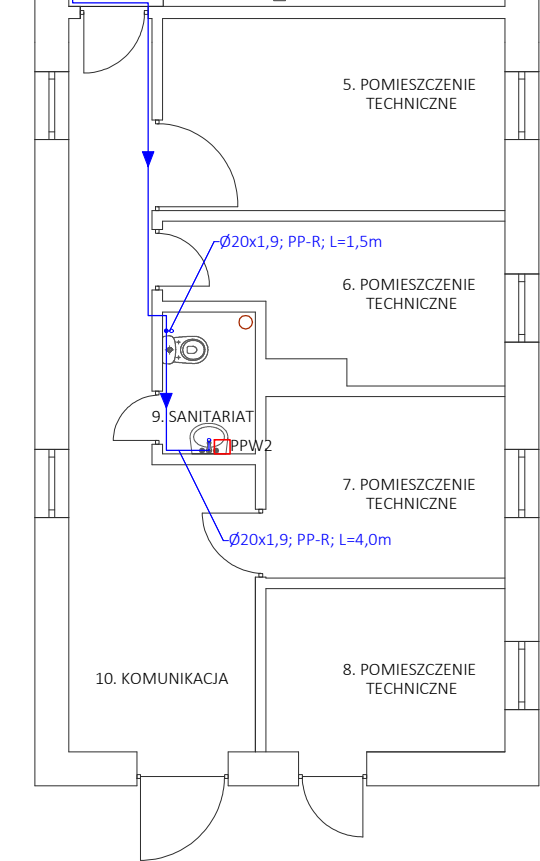 5. POMIESZCZENIE
TECHNICZNE
Ø20x1,9; PP-R; L=1,5m
6. POMIESZCZENIE
TECHNICZNE
9. SANITARIAT
PPW2
7. POMIESZCZENIE
TECHNICZNE
Ø20x1,9; PP-R; L=4,0m
8. POMIESZCZENIE
TECHNICZNE
10. KOMUNIKACJA